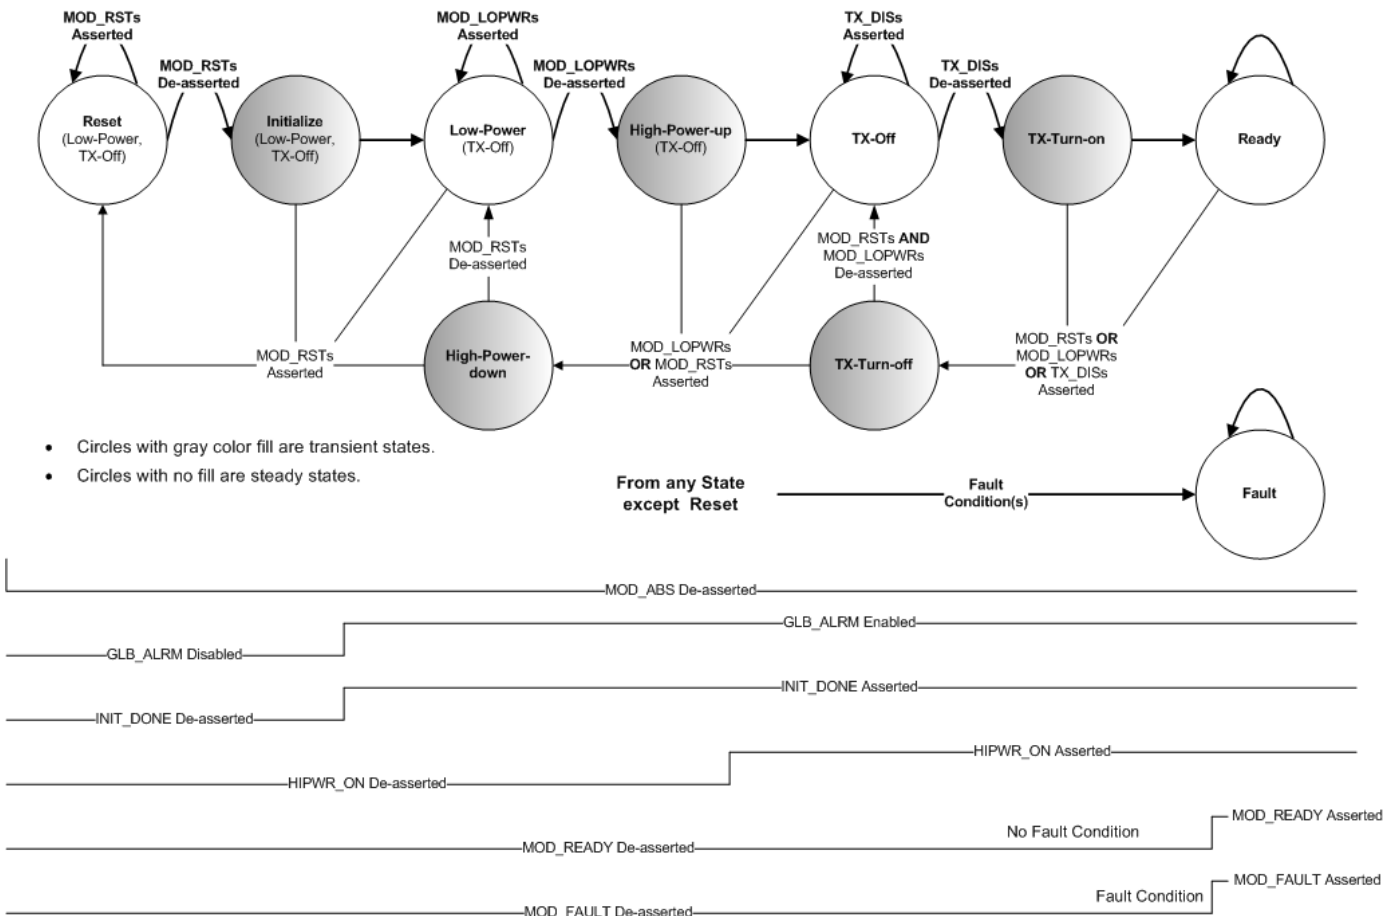 MOD_RSTs
Asserted
MOD_RSTs
De-asserted
MOD_LOPWRs
Asserted
MOD_LOPWRs
De-asserted
TX_DISs
Asserted
TX_DISs
De-asserted
Reset
(Low-Power,
TX-Off)
Initialize
(Low-Power,
TX-Off)
Low-Power
(TX-Off)
High-Power-up
(TX-Off)
TX-Off
TX-Turn-on
Ready
MOD_RSTs
De-asserted
MOD_RSTs AND
MOD_LOPWRs
De-asserted
MOD_RSTs
Asserted
High-Power-
down
MOD_LOPWRs
OR MOD_RSTs
Asserted
TX-Turn-off
MOD_RSTs OR
MOD_LOPWRs
OR TX_DISs
Asserted
• Circles with gray color fill are transient states.
• Circles with no fill are steady states.
From any State
except Reset
Fault
Condition(s)
Fault
MOD_ABS De-asserted
GLB_ALRM Enabled
GLB_ALRM Disabled
INIT_DONE Asserted
INIT_DONE De-asserted
HIPWR_ON Asserted
HIPWR_ON De-asserted
MOD_READY Asserted
No Fault Condition
MOD_READY De-asserted
MOD_FAULT Asserted
Fault Condition
MOD_FAULT De-asserted